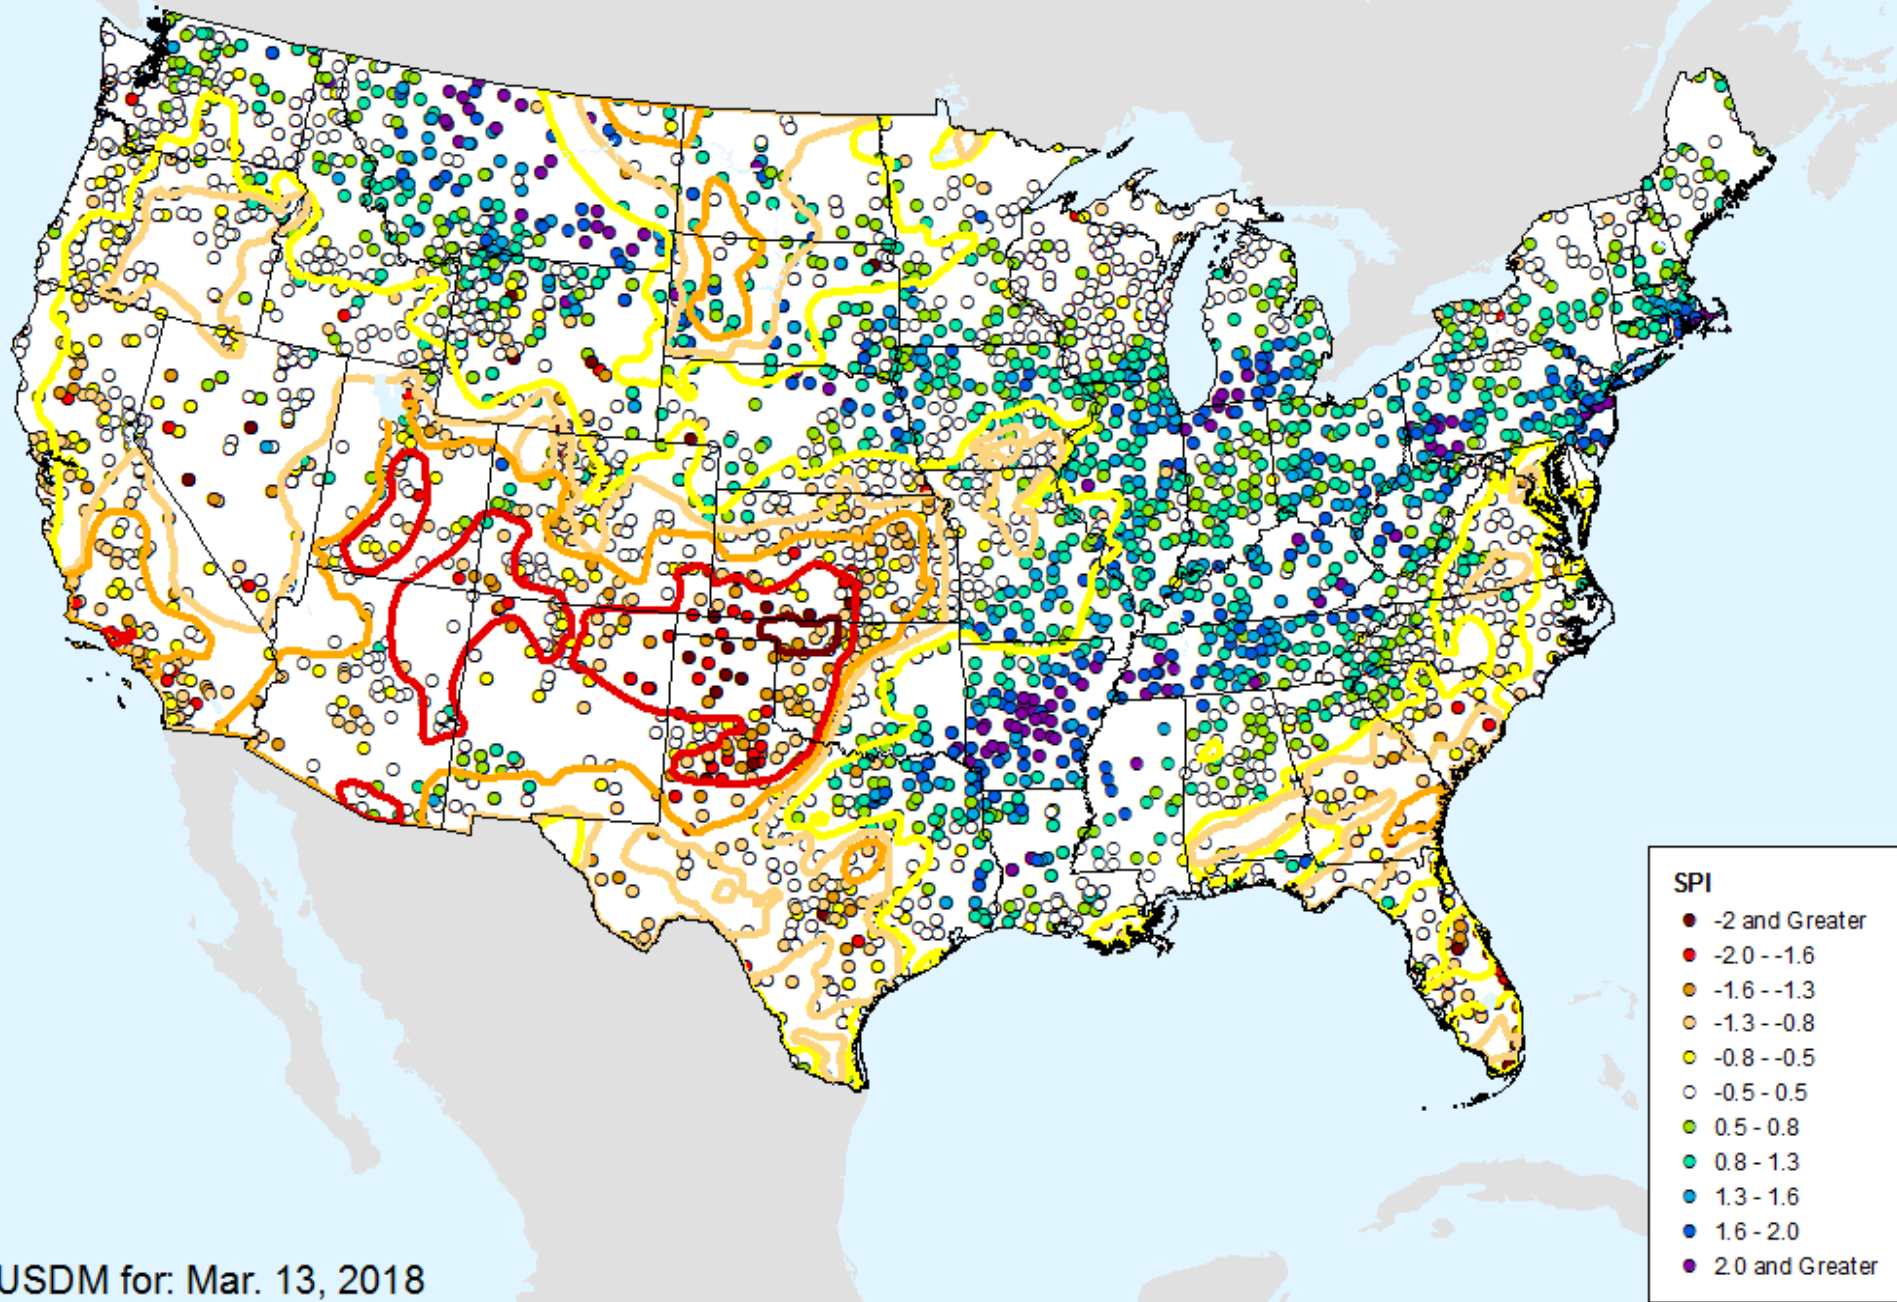 SPI
-2 and Greater
-2.0 - -1.6
-1.6 - -1.3
-1.3 - -0.8
-0.8 - -0.5
-0.5 - 0.5
0.5 - 0.8
0.8 - 1.3
1.3 - 1.6
1.6 - 2.0
2.0 and Greater
USDM for: Mar. 13, 2018